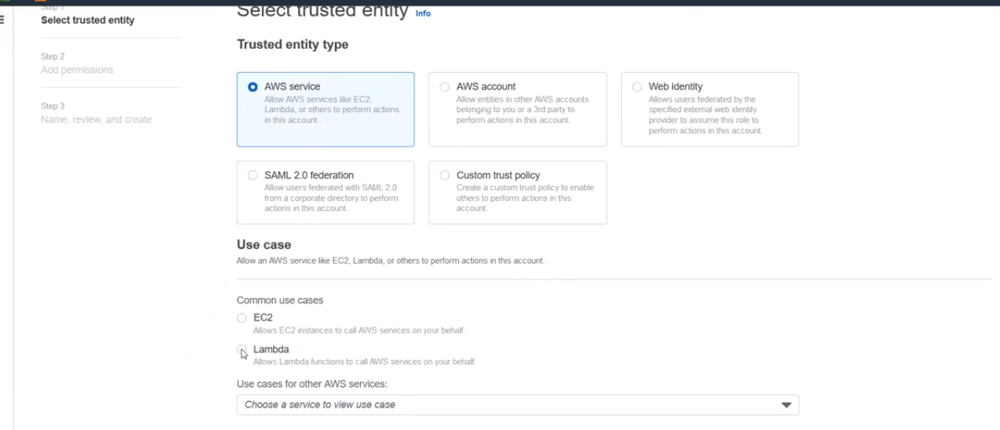 Step 1
Select trusted entity
Step 2
Add permissions
Step 3
Name, review, and create
Select trusted entity Info
Trusted entity type
AWS service
Allow AWS services like EC2,
Lambda, or others to perform actions
in this account.
AWS account
Allow entities in other AWS accounts
belonging to you or a 3rd party to
perform actions in this account.
Web identity
Allows users federated by the
specified external web identity
provider to assume this role to
perform actions in this account.
SAML 2.0 federation
Allow users federated with SAML 2.0
from a corporate directory to perform
actions in this account.
Custom trust policy
Create a custom trust policy to enable
others to perform actions in this
account.
Use case
Allow an AWS service like EC2, Lambda, or others to perform actions in this account.
Common use cases
EC2
Allows EC2 instances to call AWS services on your behalf.
Lambda
Allows Lambda functions to call AWS services on your behalf.
Use cases for other AWS services:
Choose a service to view use case